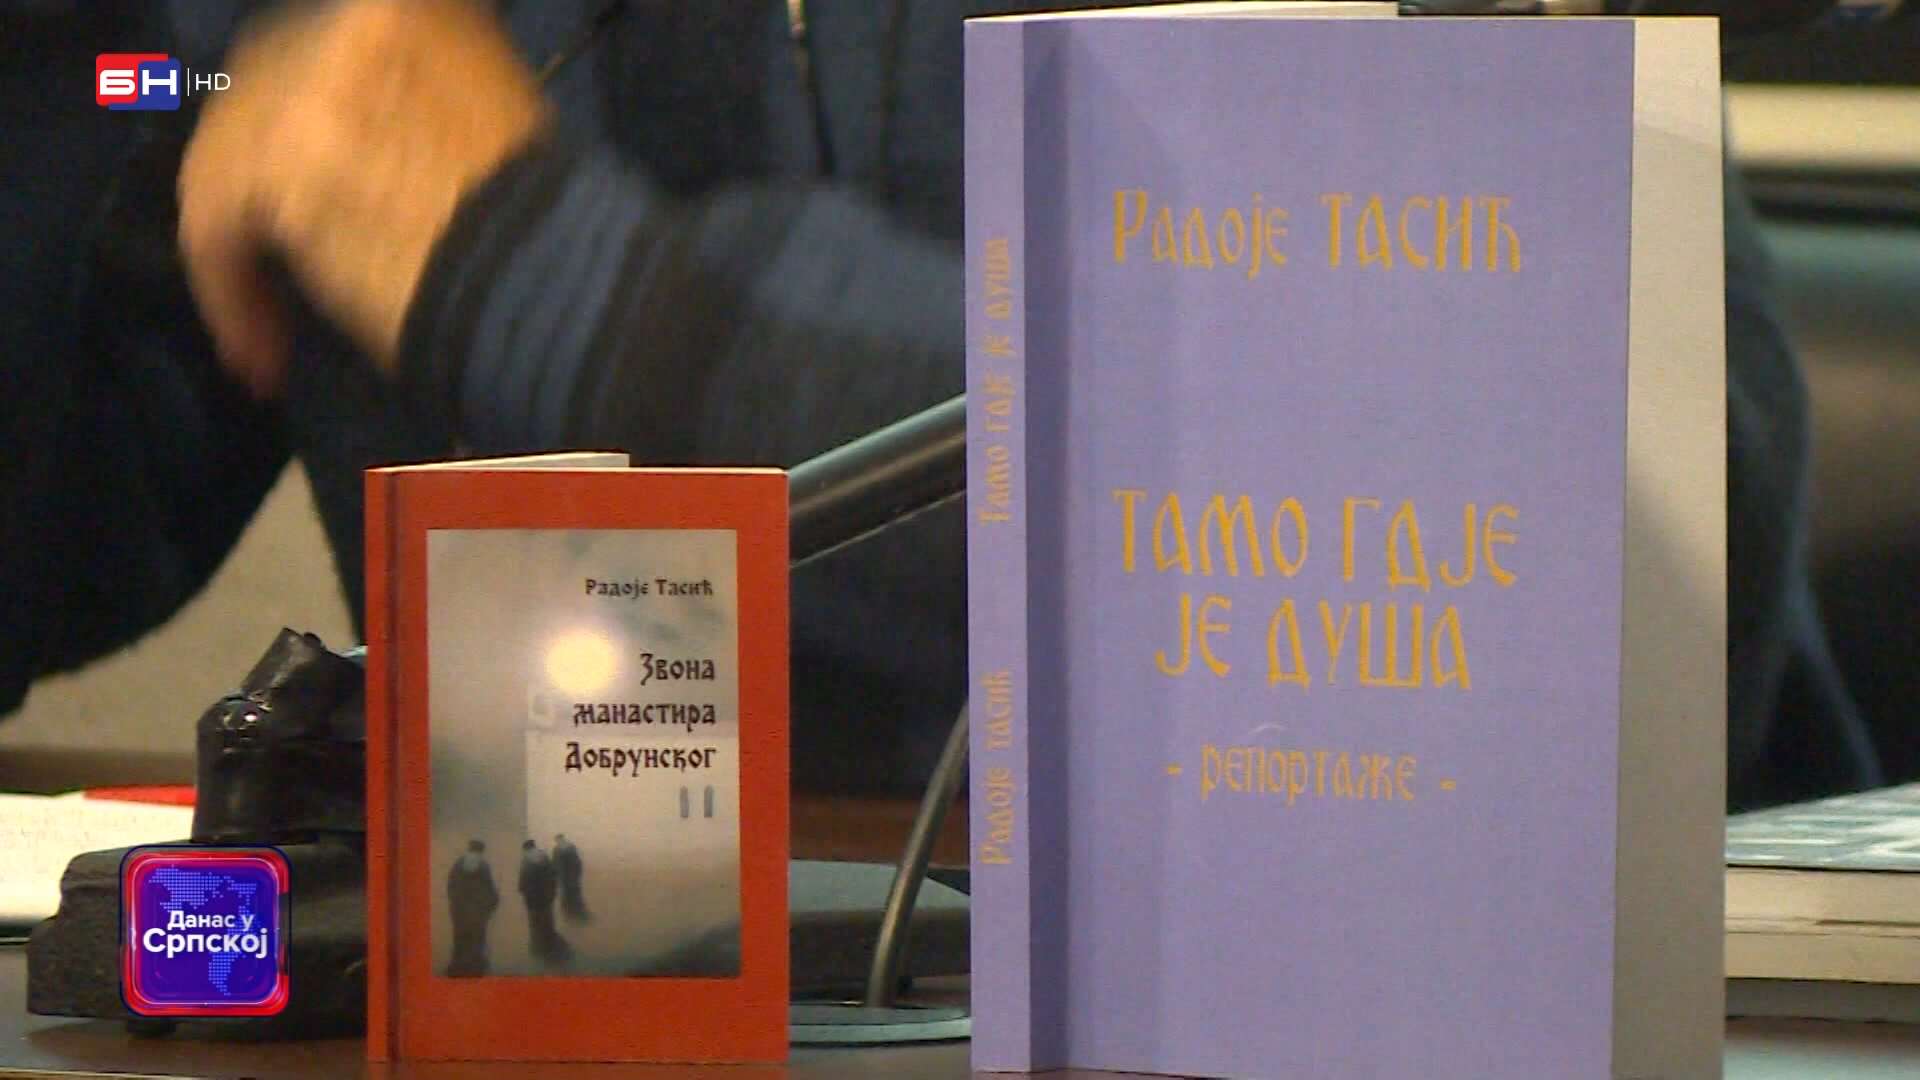 БН HD
Радоје Тасић
Звона
манастира
Добрунског
Тамо гдје је душа
Радоје Тасић
Радоје ТАСИЋ
ТАМО ГДЈЕ
ЈЕ ДУША
- репортаже -
Данас у
Српској